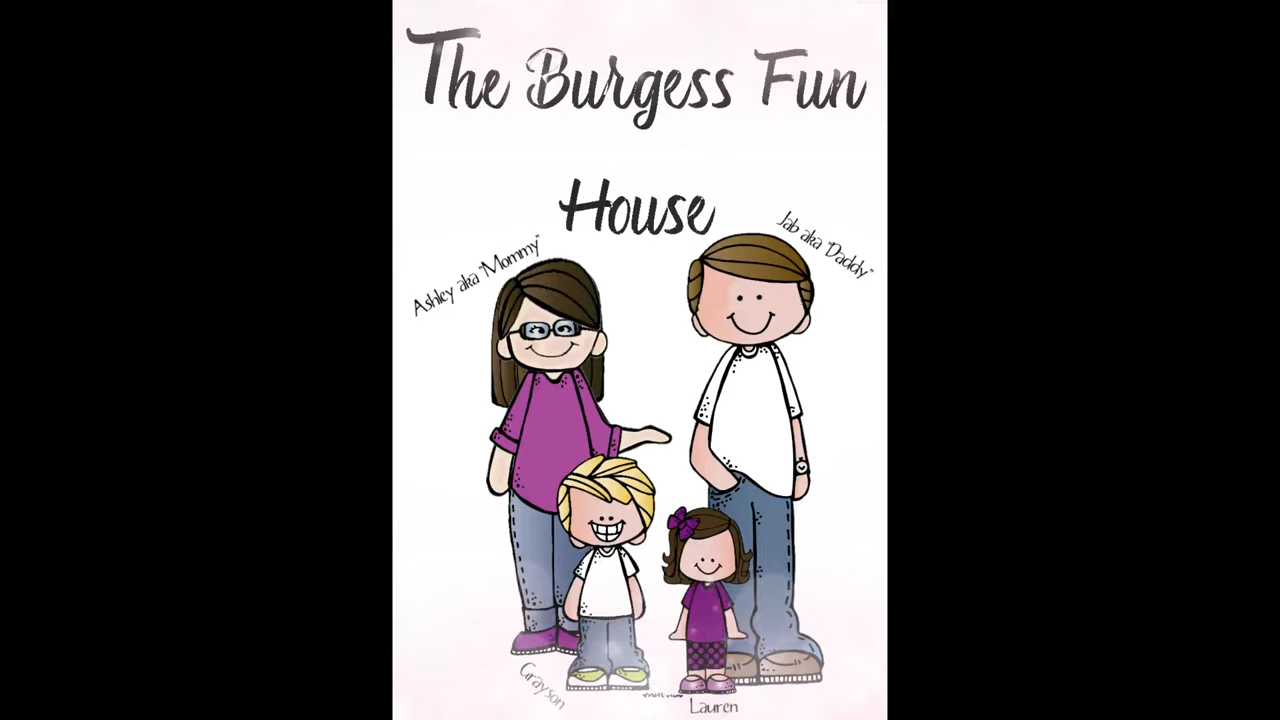 The Burgess Fun
House
Ashley aka "Mommy"
Jab aka "Daddy"
Grayson
Lauren